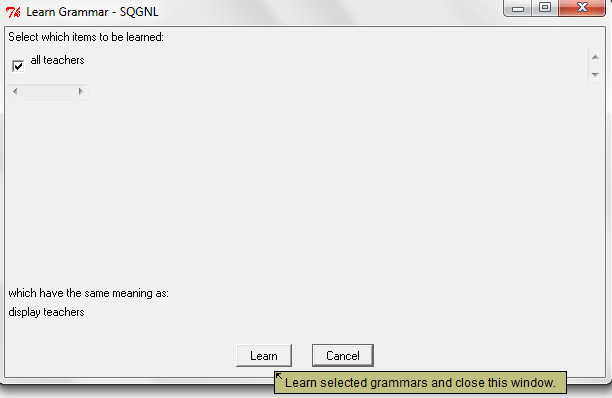 Learn Grammar - SQGNL
Select which items to be learned:
all teachers
which have the same meaning as:
display teachers
Learn Cancel
Learn selected grammars and close this window.